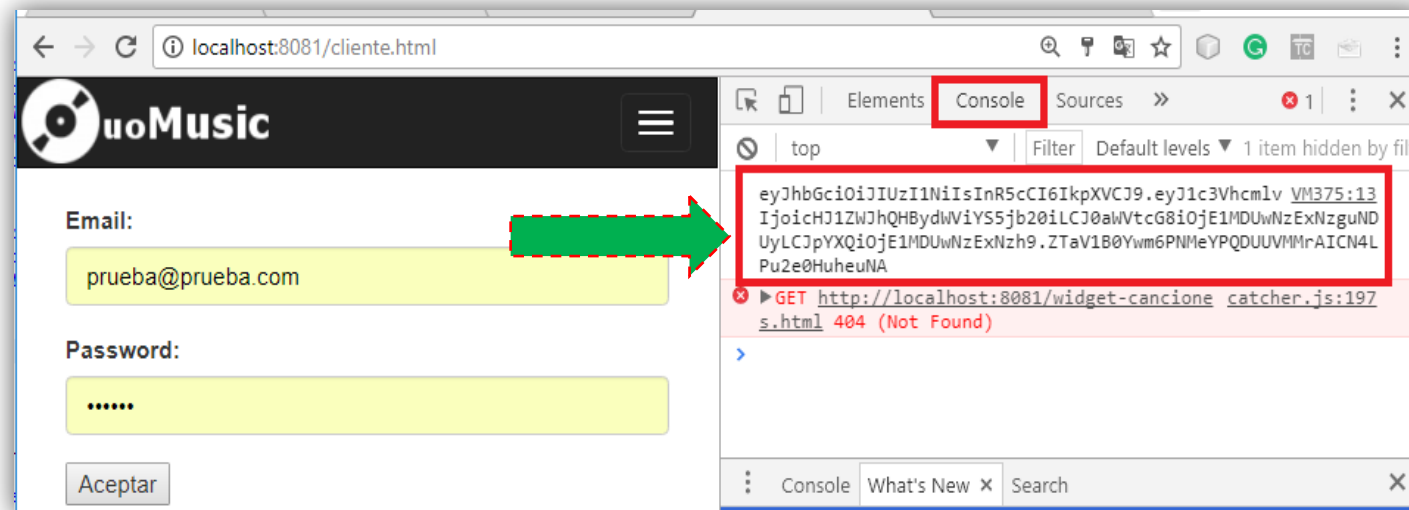 localhost:8081/cliente.html
uoMusic
Email:
prueba@prueba.com
Password:
••••••
Aceptar
Elements Console Sources » 1
top Filter Default levels 1 item hidden by fil
eyJhbGciOiJIUzI1NiIsInR5cCI6IkpXVCJ9.eyJ1c3Vhcmlv VM375:13
IjoicHJ1ZWJhQHBydWViYS5jb20iLCJ0aWVtcG8iOjE1MDUwNzExNzguND
UyLCJpYXQiOjE1MDUwNzExNzh9.ZTaV1B0Ywm6PNMeYPQDUUVMMrAICN4L
Pu2e0HuheuNA
GET http://localhost:8081/widget-cancione catcher.js:197
s.html 404 (Not Found)
Console What's New × Search